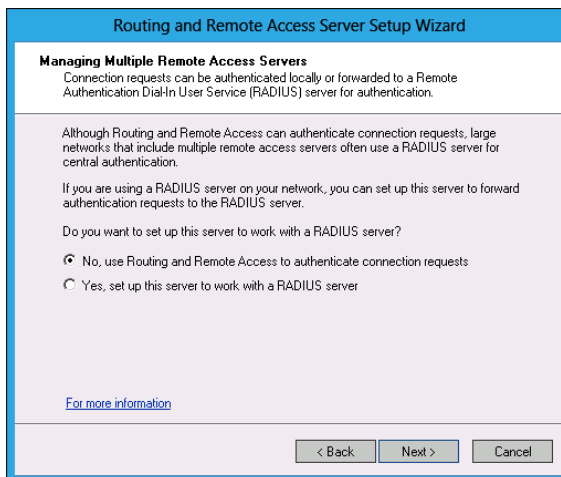 Routing and Remote Access Server Setup Wizard
Managing Multiple Remote Access Servers
Connection requests can be authenticated locally or forwarded to a Remote
Authentication Dial-In User Service (RADIUS) server for authentication.
Although Routing and Remote Access can authenticate connection requests, large
networks that include multiple remote access servers often use a RADIUS server for
central authentication.
If you are using a RADIUS server on your network, you can set up this server to forward
authentication requests to the RADIUS server.
Do you want to set up this server to work with a RADIUS server?
No, use Routing and Remote Access to authenticate connection requests
Yes, set up this server to work with a RADIUS server
For more information
< Back
Next >
Cancel